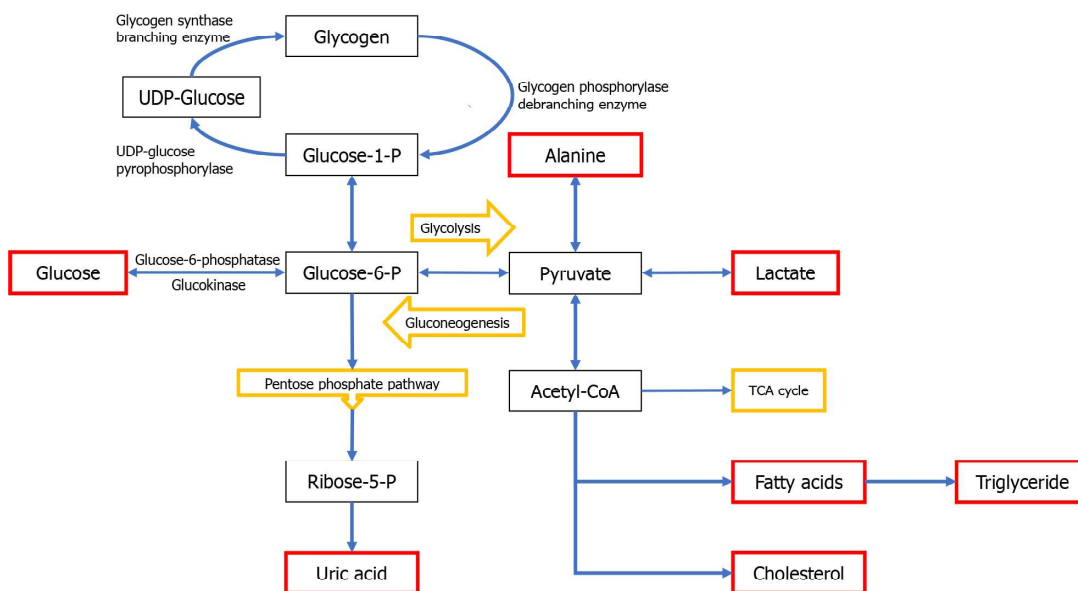 Glycogen synthase
branching enzyme
Glycogen
UDP-Glucose
Glycogen phosphorylase
debranching enzyme
UDP-glucose
pyrophosphorylase
Glucose-1-P
Alanine
Glycolysis
Glucose
Glucose-6-phosphatase
Glucokinase
Glucose-6-P
Pyruvate
Lactate
Gluconeogenesis
Pentose phosphate pathway
Acetyl-CoA
TCA cycle
Ribose-5-P
Fatty acids
Triglyceride
Uric acid
Cholesterol